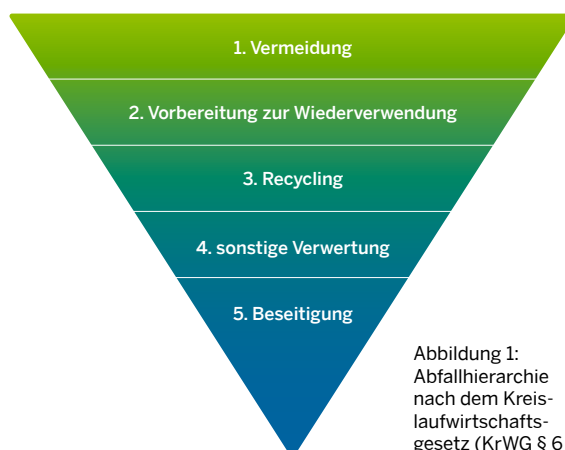 1. Vermeidung
2. Vorbereitung zur Wiederverwendung
3. Recycling
4. sonstige Verwertung
5. Beseitigung
Abbildung 1:
Abfallhierarchie
nach dem Kreis-
laufwirtschafts-
gesetz (KrWG § 6